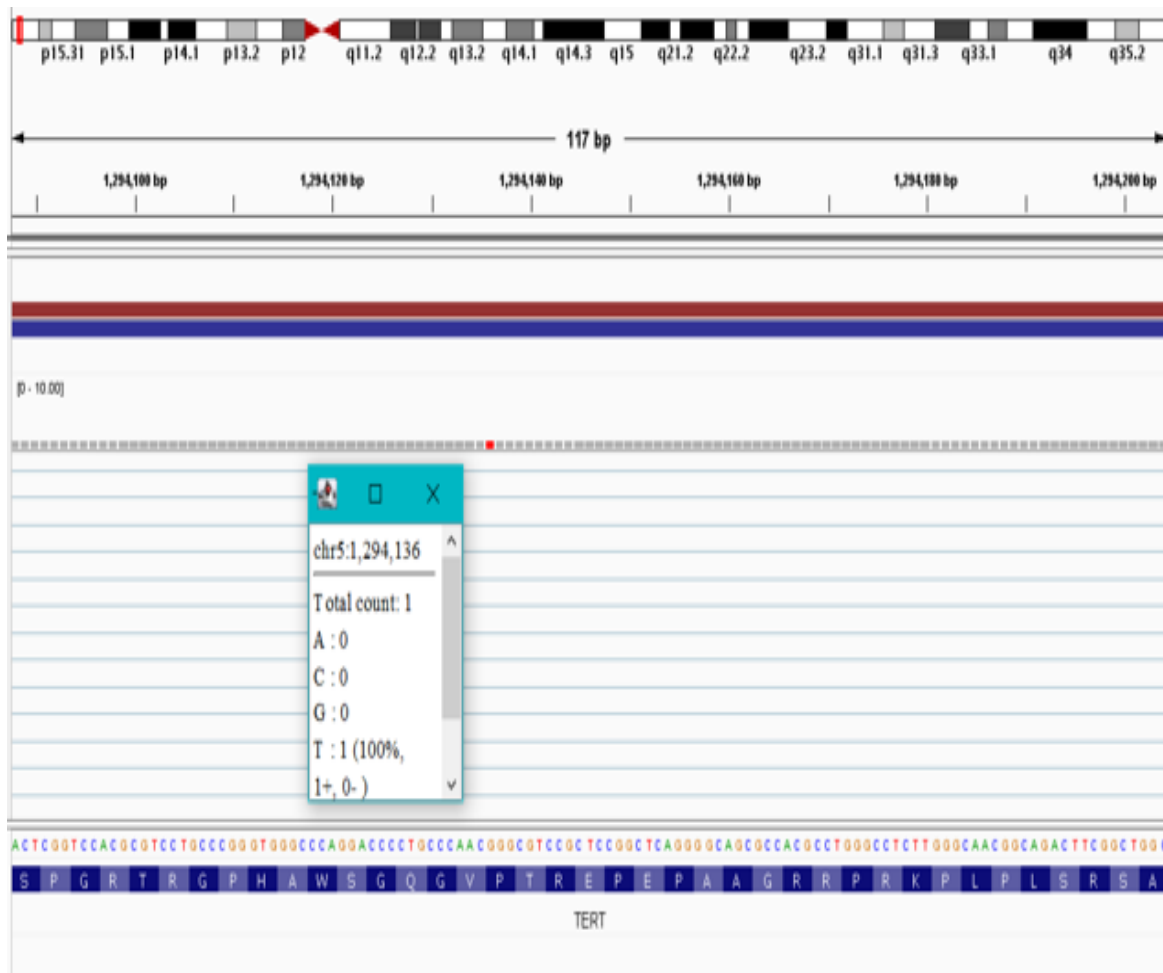 p15.31 p15.1 p14.1 p13.2 p12 q11.2 q12.2 q13.2 q14.1 q14.3 q15 q21.2 q22.2 q23.2 q31.1 q31.3 q33.1 q34 q35.2
117 bp
1,294,100 bp 1,294,120 bp 1,294,140 bp 1,294,160 bp 1,294,180 bp 1,294,200 bp
[0 - 10.00]
chr5:1,294,136
Total count: 1
A : 0
C : 0
G : 0
T : 1 (100%,
1+, 0- )
ACTCGGTCCACGCGTCCTGCCCGGGTGGGCCCAGGACCCCTGCCCAACGGGCGTCCGCTCCGGCTCAGGGGCAGCGCCACGCCTGGGCCTCTTGGGCAACGGCAGACTTCGGCTGGC
S P G R T R G P H A W S G Q G V P T R E P E P A A G R R P R K P L P L S R S A
TERT